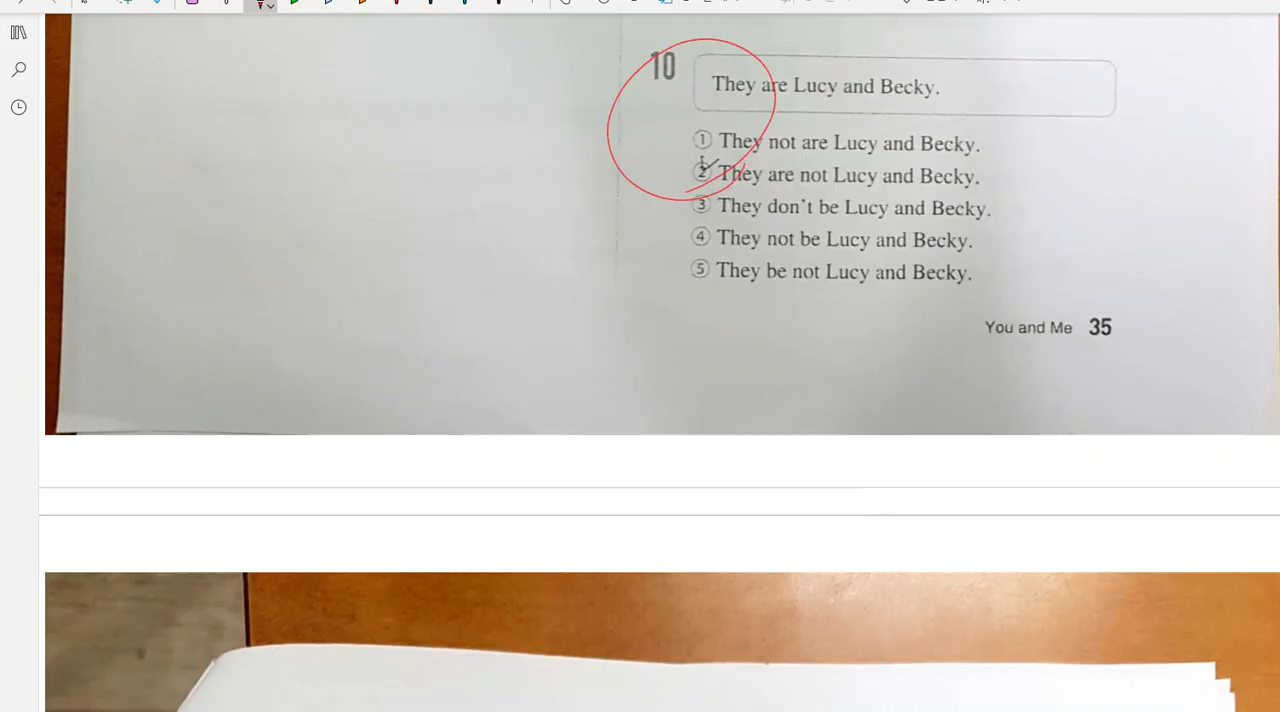 10
They are Lucy and Becky.
① They not are Lucy and Becky.
② They are not Lucy and Becky.
③ They don't be Lucy and Becky.
④ They not be Lucy and Becky.
⑤ They be not Lucy and Becky.
You and Me 35